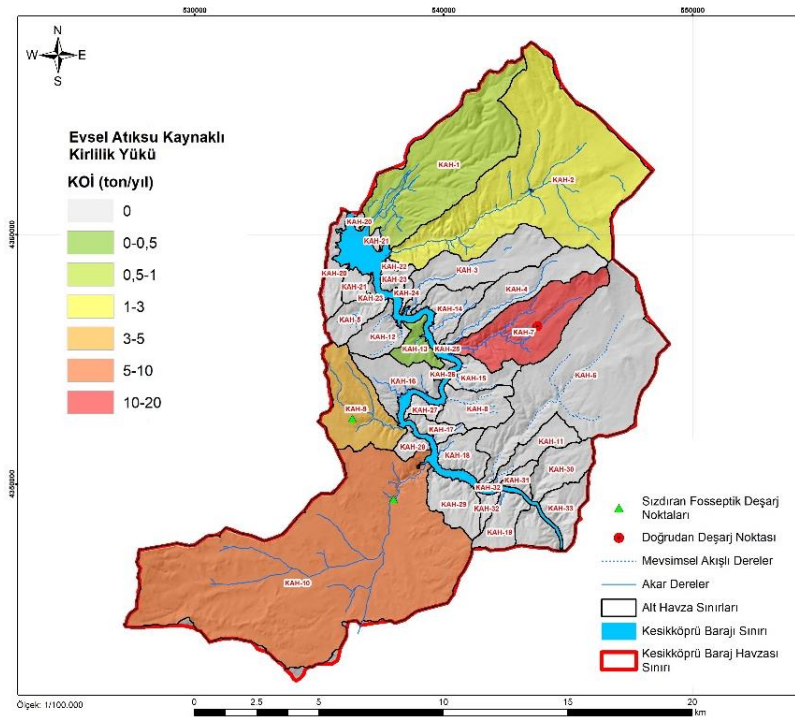 530000
540000
550000
N
W
E
S
Evsel Atıksu Kaynaklı
Kirlilik Yükü
KOİ (ton/yıl)
0
0-0,5
0,5-1
1-3
3-5
5-10
10-20
KAH-1
KAH-2
KAH-20
KAH-21
KAH-22
KAH-3
KAH-20
KAH-23
KAH-21
KAH-24
KAH-4
KAH-23
KAH-14
KAH-5
KAH-12
KAH-7
KAH-13
KAH-25
KAH-26
KAH-15
KAH-16
KAH-6
KAH-9
KAH-27
KAH-8
KAH-17
KAH-28
KAH-18
KAH-11
KAH-30
KAH-31
KAH-32
KAH-29
KAH-32
KAH-33
KAH-19
KAH-10
Sızdıran Fosseptik Deşarj
Noktaları
Doğrudan Deşarj Noktası
Mevsimsel Akışlı Dereler
Akar Dereler
Alt Havza Sınırları
Kesikköprü Barajı Sınırı
Kesikköprü Baraj Havzası
Sınırı
Ölçek: 1/100.000
0
2.5
5
10
15
20
km